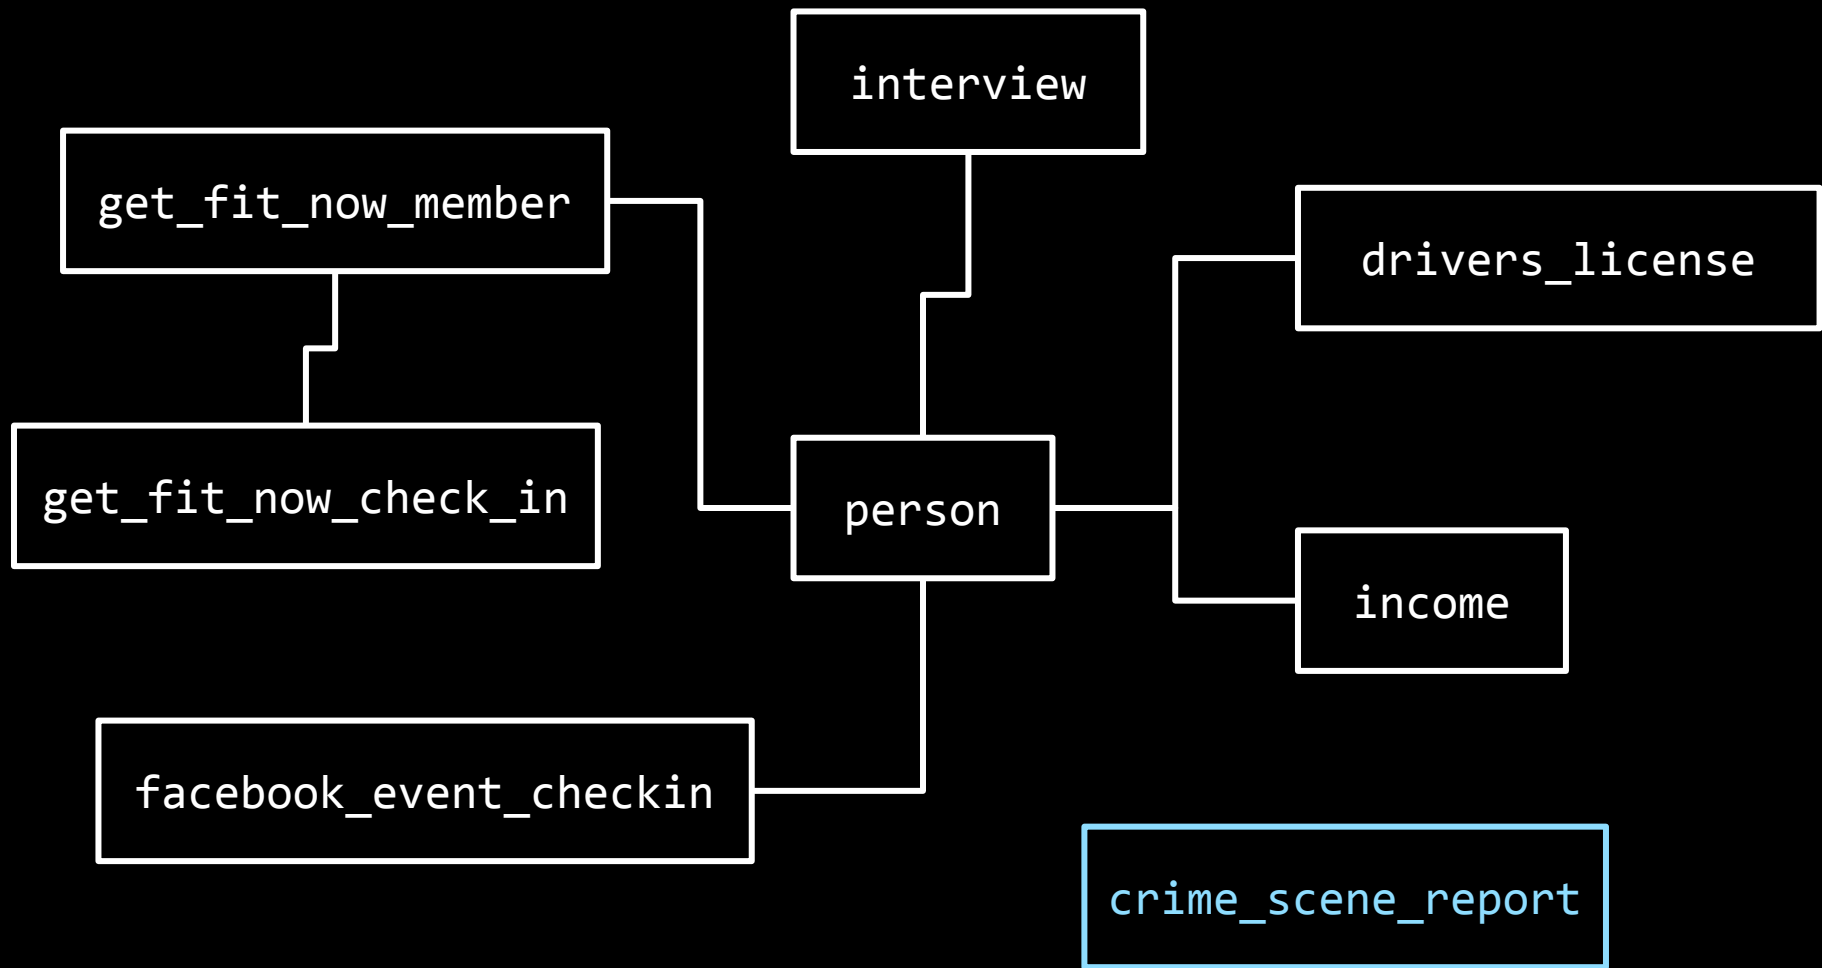 interview
get_fit_now_member
drivers_license
get_fit_now_check_in
person
income
facebook_event_checkin
crime_scene_report